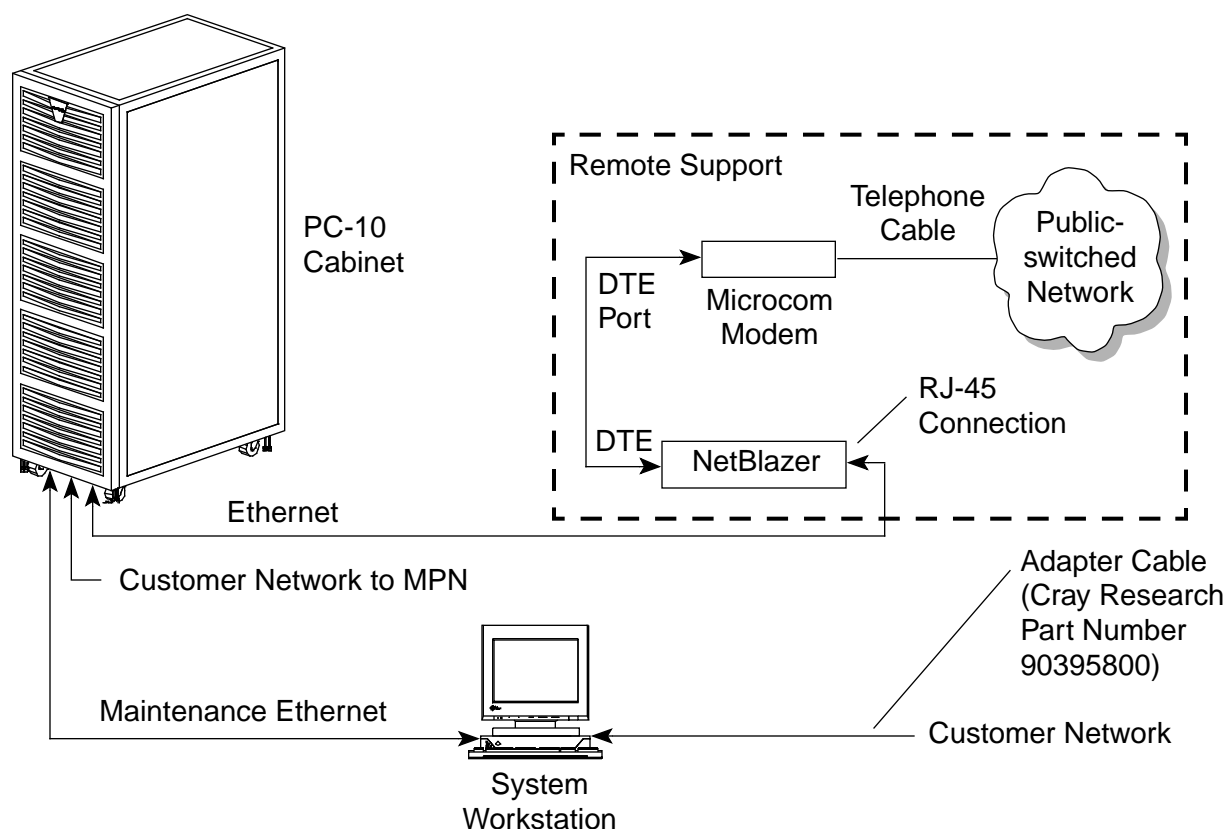 PC-10
Cabinet
Remote Support
Telephone
Cable
Public-
switched
Network
DTE
Port
Microcom
Modem
RJ-45
Connection
DTE
NetBlazer
Ethernet
Customer Network to MPN
Adapter Cable
(Cray Research
Part Number
90395800)
Maintenance Ethernet
Customer Network
System
Workstation